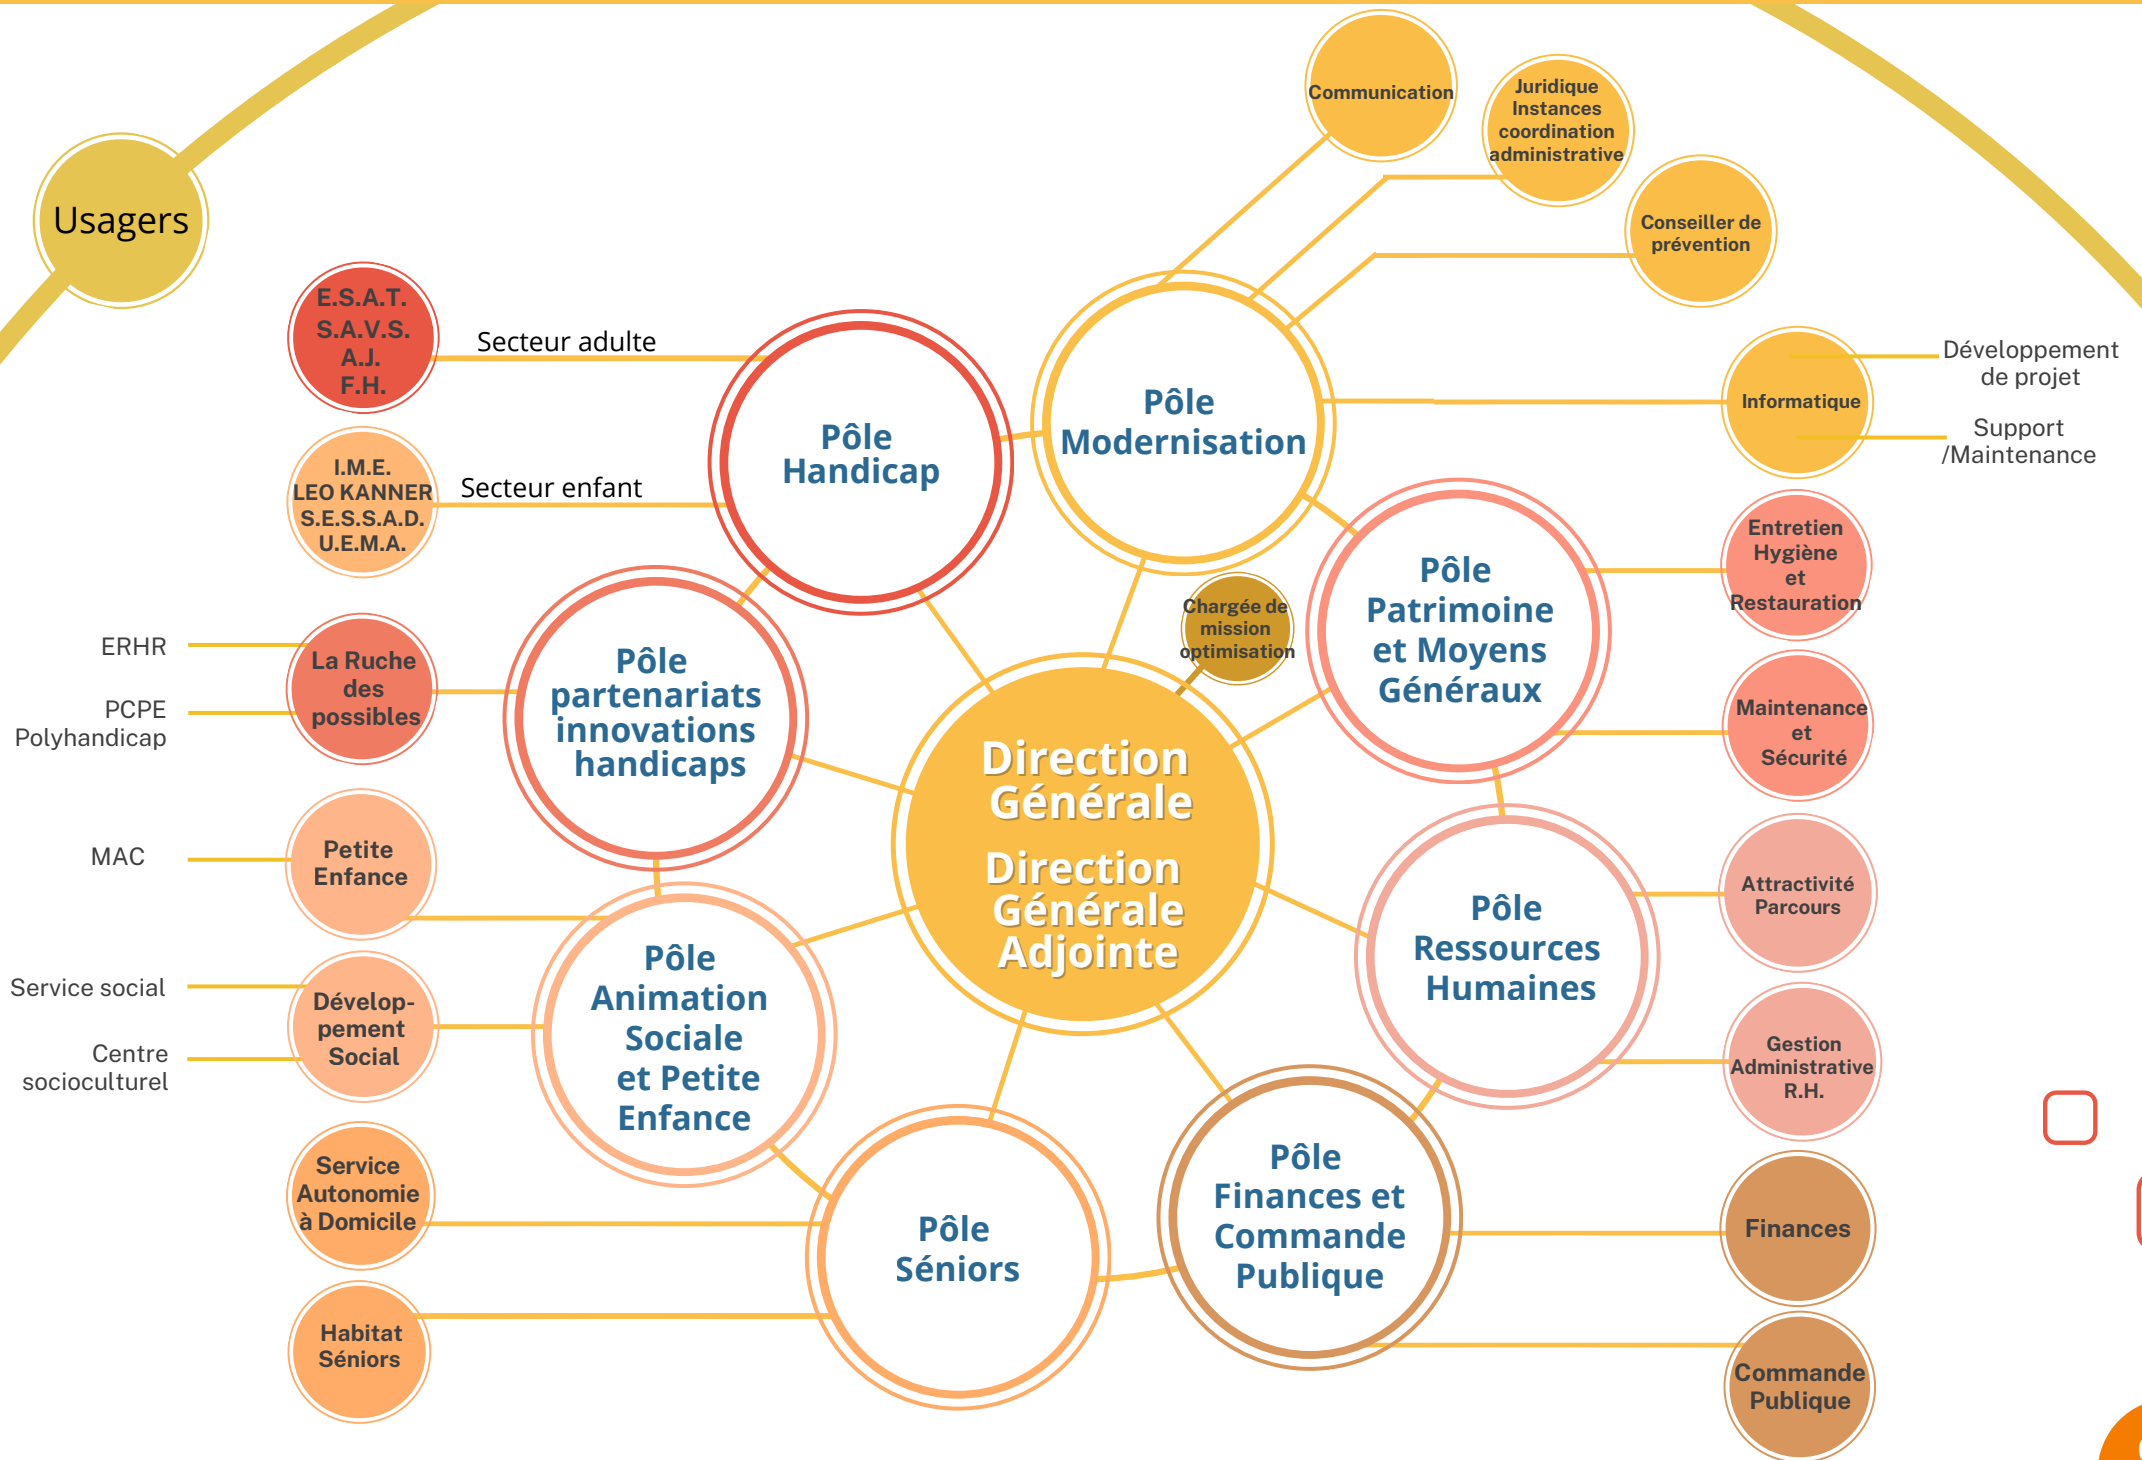 Usagers
Communication
Juridique
Instances
coordination
administrative
Conseiller de
prévention
Informatique
Développement
de projet
Support
/Maintenance
E.S.A.T.
S.A.V.S.
A.J.
F.H.
Secteur adulte
I.M.E.
LEO KANNER
S.E.S.S.A.D.
U.E.M.A.
Secteur enfant
Pôle
Handicap
Pôle
Modernisation
Chargée de
mission
optimisation
Pôle
Patrimoine
et Moyens
Généraux
Entretien
Hygiène
et
Restauration
Maintenance
et
Sécurité
ERHR
PCPE
Polyhandicap
La Ruche
des
possibles
Pôle
partenariats
innovations
handicaps
Direction
Générale
Direction
Générale
Adjointe
MAC
Petite
Enfance
Service social
Centre
socioculturel
Dévelop-
pement
Social
Pôle
Animation
Sociale
et Petite
Enfance
Pôle
Ressources
Humaines
Attractivité
Parcours
Gestion
Administrative
R.H.
Service
Autonomie
à Domicile
Habitat
Séniors
Pôle
Séniors
Pôle
Finances et
Commande
Publique
Finances
Commande
Publique